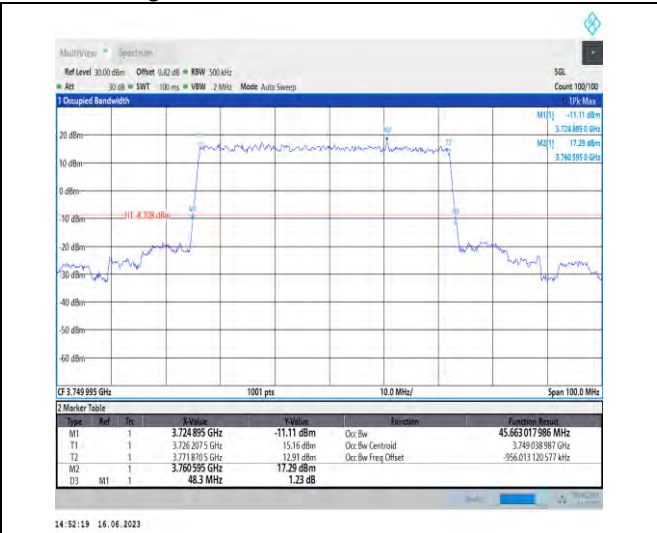 MultiView Spectrum
Ref Level 30.00 dBm Offset 9.82 dB RBW 500 kHz SGL
Att 30 dB SWT 100 ms VBW 2 MHz Mode Auto Sweep Count 100/100
1 Occupied Bandwidth 1Pk Max
M1[1] -11.11 dBm
3.724 895 0 GHz
M2[1] 17.29 dBm
3.760 595 0 GHz
20 dBm
M2
T2
10 dBm
0 dBm
H1 -8.708 dBm
M1
-10 dBm
-20 dBm
-30 dBm
-40 dBm
-50 dBm
-60 dBm
CF 3.749 995 GHz 1001 pts 10.0 MHz/ Span 100.0 MHz
2 Marker Table
Type Ref Trc X-Value Y-Value Function Function Result
M1 1 3.724 895 GHz -11.11 dBm Occ Bw 45.663 017 986 MHz
T1 1 3.726 207 5 GHz 15.16 dBm Occ Bw Centroid 3.749 038 987 GHz
T2 1 3.771 870 5 GHz 12.91 dBm Occ Bw Freq Offset -956.013 120 577 kHz
M2 1 3.760 595 GHz 17.29 dBm
D3 M1 1 48.3 MHz 1.23 dB
14:52:19 16.06.2023